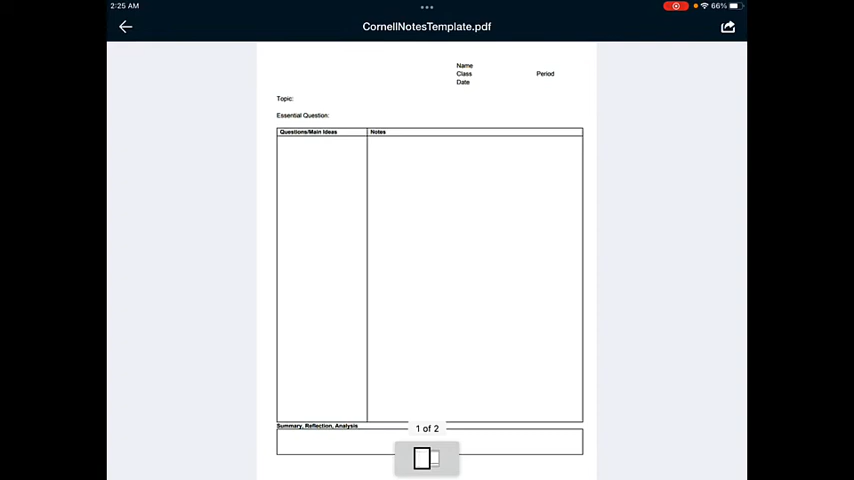 2:25 AM
66%
CornellNotesTemplate.pdf
Name
Class Period
Date
Topic:
Essential Question:
Questions/Main Ideas Notes
Summary, Reflection, Analysis
1 of 2